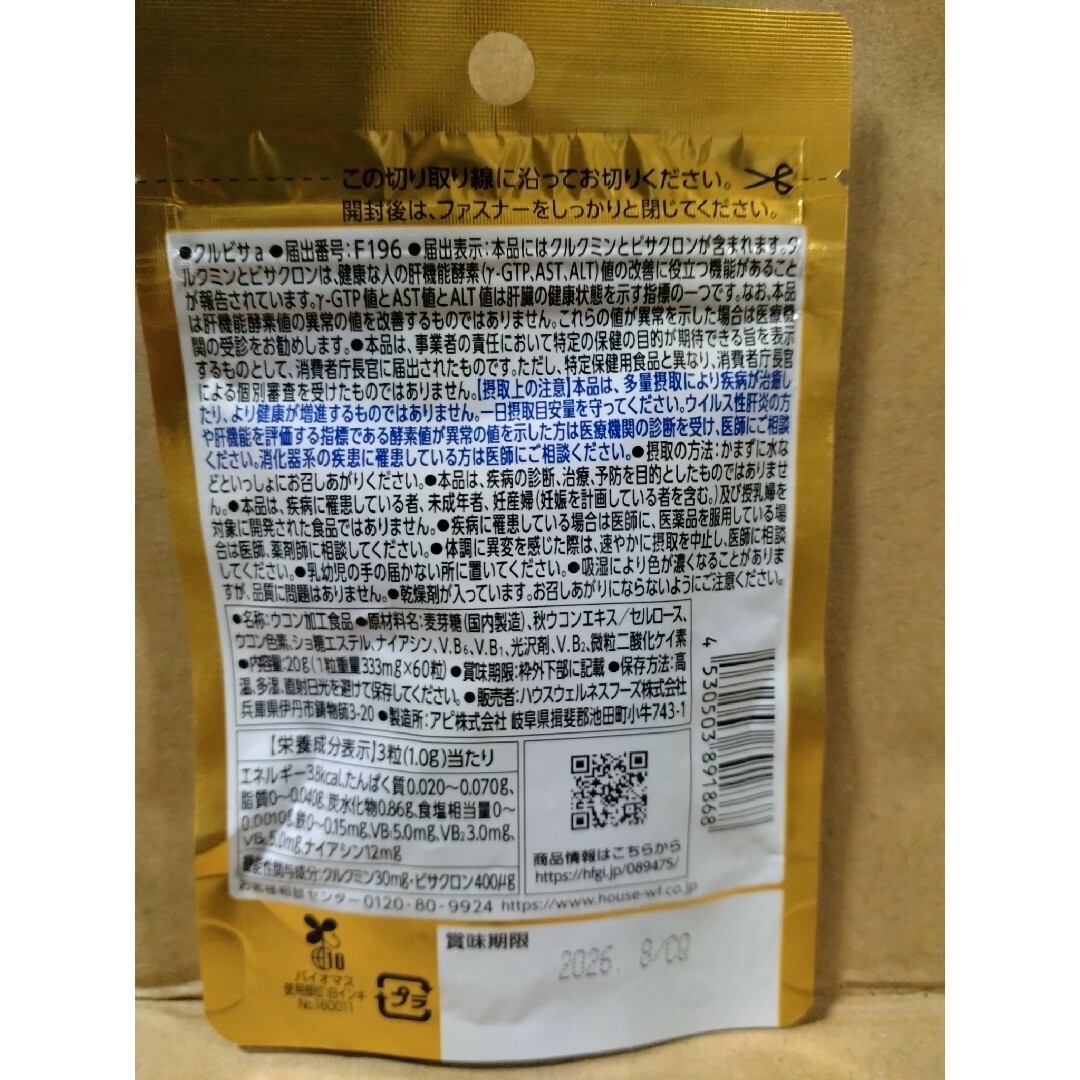 この切り取り線に沿ってお切りください。
開封後は、ファスナーをしっかりと閉じてください。
●クルビサa ●届出番号:F196 ●届出表示:本品にはクルクミンとビサクロンが含まれます。ク
ルクミンとビサクロンは、健康な人の肝機能酵素(γ-GTP、AST、ALT)値の改善に役立つ機能があること
が報告されています。γ-GTP値とAST値とALT値は肝臓の健康状態を示す指標の一つです。なお、本品
は肝機能酵素値の異常の値を改善するものではありません。これらの値が異常を示した場合は医療機
関の受診をお勧めします。●本品は、事業者の責任において特定の保健の目的が期待できる旨を表示
するものとして、消費者庁長官に届出されたものです。ただし、特定保健用食品と異なり、消費者庁長官
による個別審査を受けたものではありません。【摂取上の注意】本品は、多量摂取により疾病が治癒し
たり、より健康が増進するものではありません。一日摂取目安量を守ってください。ウイルス性肝炎の方
や肝機能を評価する指標である酵素値が異常の値を示した方は医療機関の診断を受け、医師にご相談
ください。消化器系の疾患に罹患している方は医師にご相談ください。●摂取の方法:かまずに水な
どといっしょにお召しあがりください。●本品は、疾病の診断、治療、予防を目的としたものではありませ
ん。●本品は、疾病に罹患している者、未成年者、妊産婦(妊娠を計画している者を含む。)及び授乳婦を
対象に開発された食品ではありません。●疾病に罹患している場合は医師に、医薬品を服用している場
合は医師、薬剤師に相談してください。●体調に異変を感じた際は、速やかに摂取を中止し、医師に相談
してください。●乳幼児の手の届かない所に置いてください。●吸湿により色が濃くなることがありま
すが、品質に問題はありません。●乾燥剤が入っています。お召しあがりにならないようにご注意ください。
●名称:ウコン加工食品 ●原材料名:麦芽糖(国内製造)、秋ウコンエキス/セルロース、
ウコン色素、ショ糖エステル、ナイアシン、V.B6、V.B1、光沢剤、V.B2、微粒二酸化ケイ素
●内容量:20g(1粒重量333mg×60粒) ●賞味期限:枠外下部に記載 ●保存方法:高
温、多湿、直射日光を避けて保存してください。●販売者:ハウスウェルネスフーズ株式会社
兵庫県伊丹市鋳物師3-20 ●製造所:アピ株式会社 岐阜県揖斐郡池田町小牛743-1
【栄養成分表示】3粒(1.0g)当たり
エネルギー3.8kcal、たんぱく質0.020~0.070g、
脂質0~0.040g、炭水化物0.86g、食塩相当量0~
0.0010g、鉄0~0.15mg、VB1 5.0mg、VB2 3.0mg、
VB6 5.0mg、ナイアシン12mg
機能性関与成分:クルクミン30mg・ビサクロン400μg
商品情報はこちらから
https://hfgi.jp/089475/
お客様相談センター0120-80-9924 https://www.house-wf.co.jp
4 530503 891868
10
バイオマス
使用部位:インキ
No.160011
プラ
賞味期限
2026. 8/08